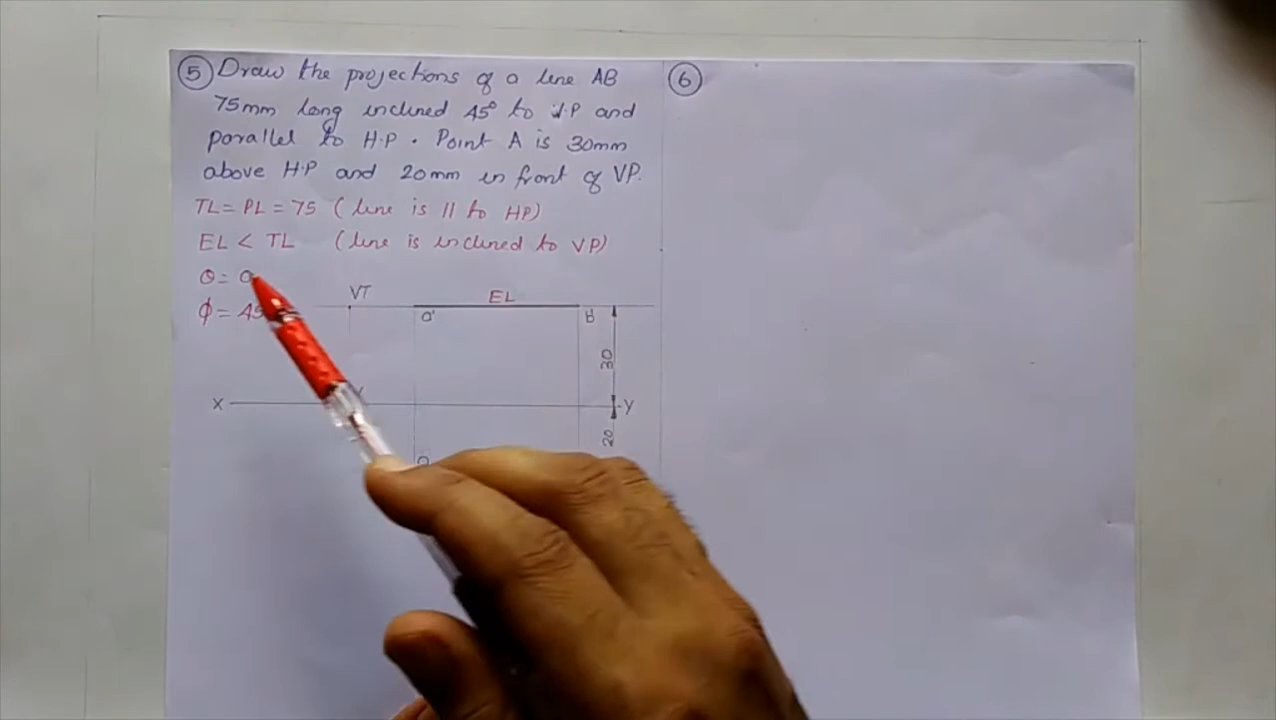 5 Draw the projections of a line AB
75mm long inclined 45° to V.P and
parallel to H.P. Point A is 30mm
above H.P and 20mm in front of VP.
TL = PL = 75 (line is || to HP)
EL < TL (line is inclined to VP)
θ = 0
ϕ = 45
VT
EL
a'
b'
30
X
Y
20
a
6